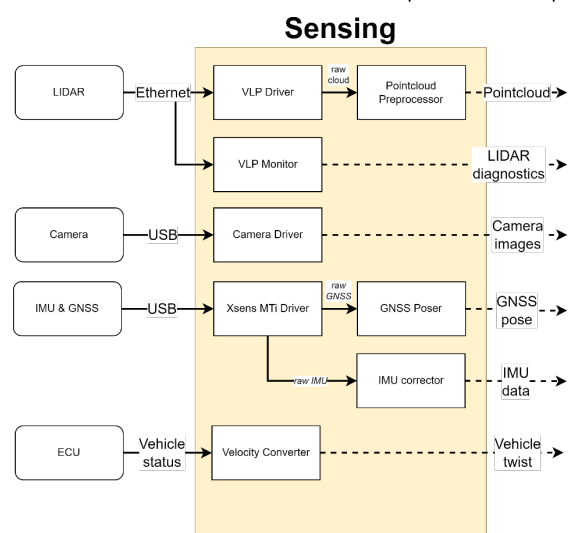 Sensing
LIDAR
Ethernet
VLP Driver
raw
cloud
Pointcloud
Preprocessor
Pointcloud
VLP Monitor
LIDAR
diagnostics
Camera
USB
Camera Driver
Camera
images
IMU & GNSS
USB
Xsens MTi Driver
raw
GNSS
GNSS Poser
GNSS
pose
raw IMU
IMU corrector
IMU
data
ECU
Vehicle
status
Velocity Converter
Vehicle
twist